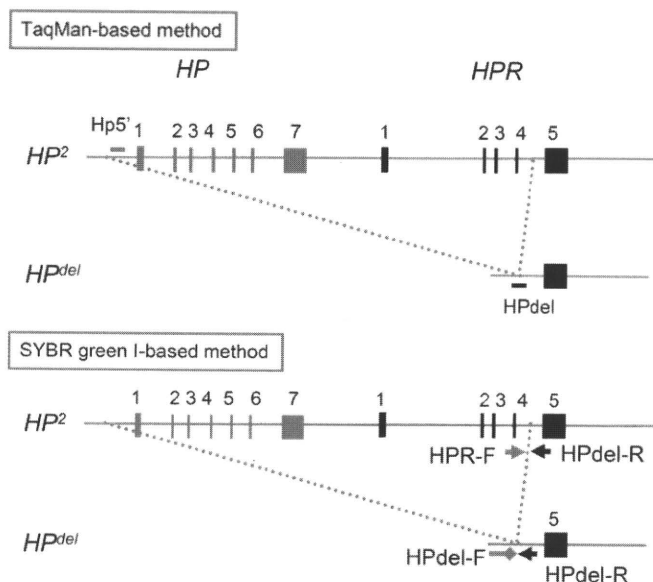 TaqMan-based method
HP HPR
Hp5'
1 2 3 4 5 6 7 1 2 3 4 5
HP2
HPdel
HPdel
SYBR green I-based method
1 2 3 4 5 6 7 1 2 3 4 5
HP2
HPR-F HPdel-R
5
HPdel
HPdel-F HPdel-R